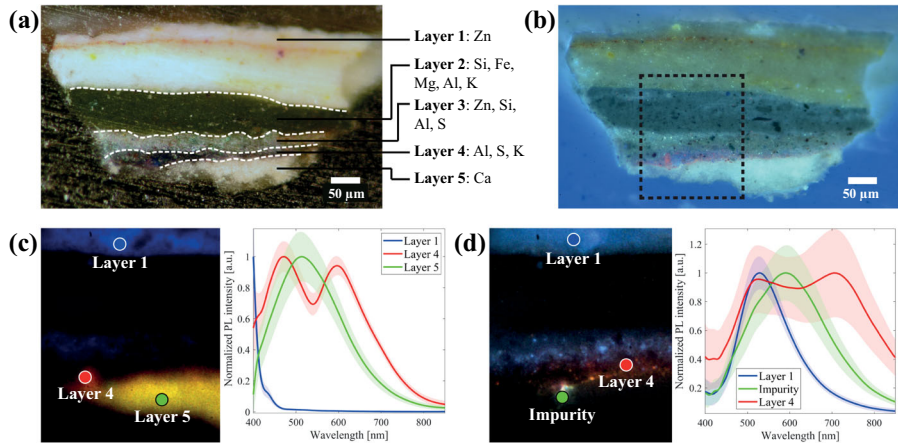 (a)
Layer 1: Zn
Layer 2: Si, Fe,
Mg, Al, K
Layer 3: Zn, Si,
Al, S
Layer 4: Al, S, K
Layer 5: Ca
50 µm
(b)
50 µm
(c)
Layer 1
Layer 4
Layer 5
Normalized PL intensity [a.u.]
1
0.8
0.6
0.4
0.2
0
400 500 600 700 800
Wavelength [nm]
Layer 1
Layer 4
Layer 5
(d)
Layer 1
Layer 4
Impurity
Normalized PL intensity [a.u.]
1.2
1
0.8
0.6
0.4
0.2
400 500 600 700 800
Wavelength [nm]
Layer 1
Impurity
Layer 4